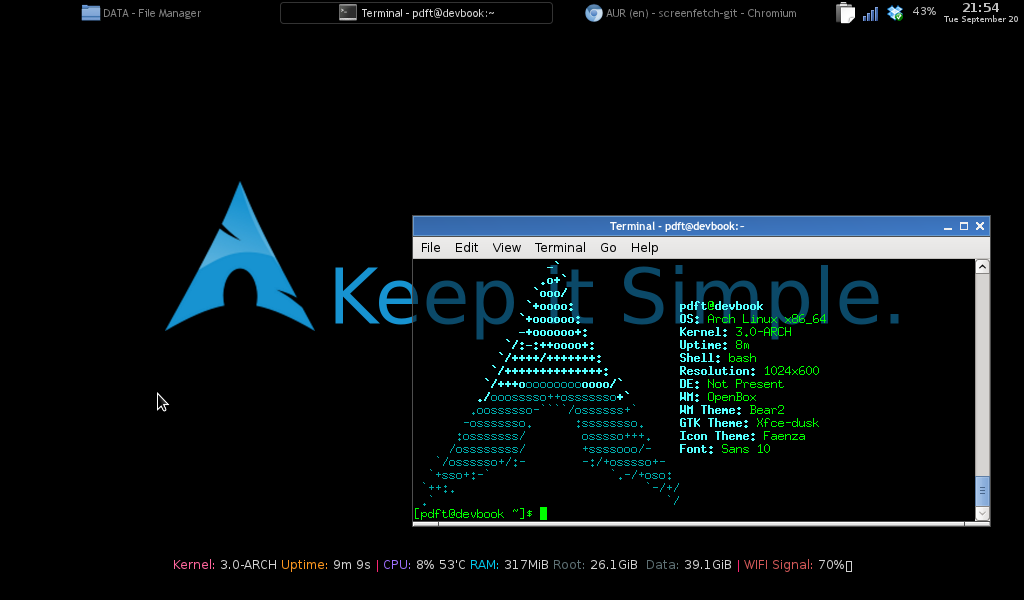 DATA - File Manager
Terminal - pdft@devbook:~
AUR (en) - screenfetch-git - Chromium
43%
21:54
Tue September 20
Keep it Simple.
Terminal - pdft@devbook:~
File Edit View Terminal Go Help
pdft@devbook
OS: Arch Linux x86_64
Kernel: 3.0-ARCH
Uptime: 8m
Shell: bash
Resolution: 1024x600
DE: Not Present
WM: OpenBox
WM Theme: Bear2
GTK Theme: Xfce-dusk
Icon Theme: Faenza
Font: Sans 10
[pdft@devbook ~]$
Kernel: 3.0-ARCH Uptime: 9m 9s | CPU: 8% 53'C RAM: 317MiB Root: 26.1GiB Data: 39.1GiB | WIFI Signal: 70%